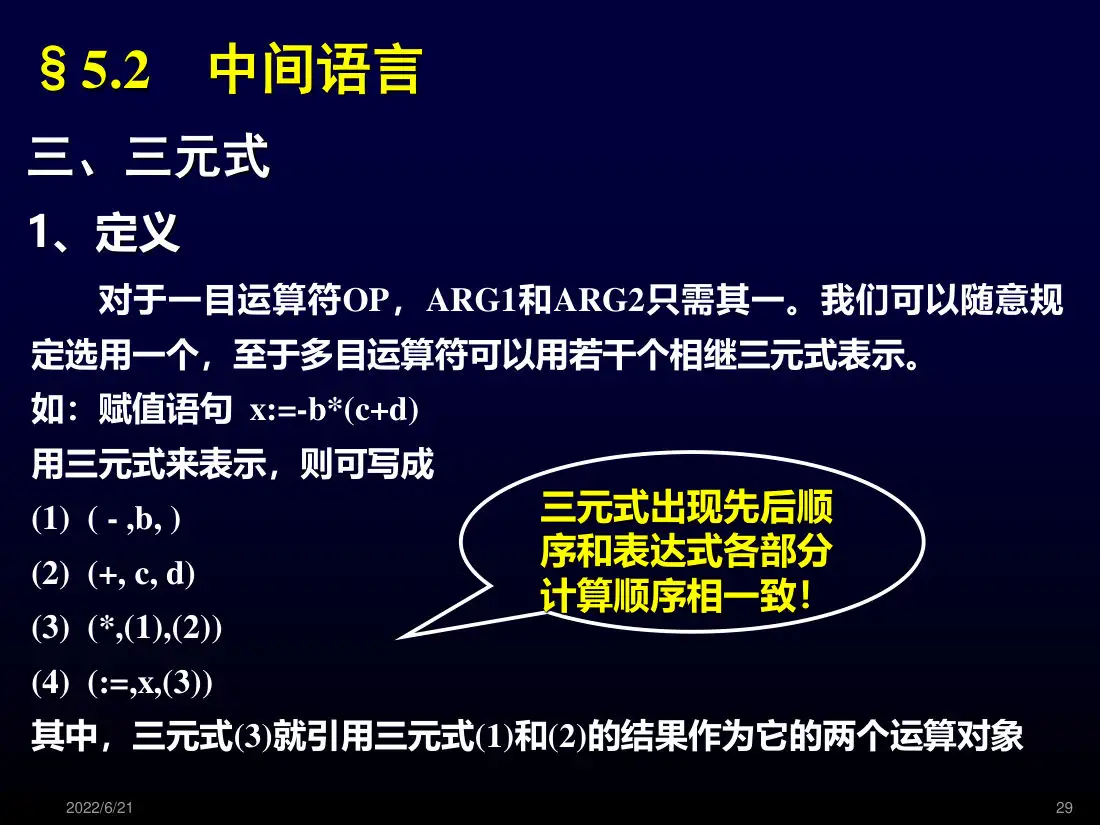 §5.2 中间语言
三、三元式
1、定义
对于一目运算符OP，ARG1和ARG2只需其一。我们可以随意规
定选用一个，至于多目运算符可以用若干个相继三元式表示。
如：赋值语句 x:=-b*(c+d)
用三元式来表示，则可写成
(1) ( - ,b, )
(2) (+, c, d)
(3) (*,(1),(2))
(4) (:=,x,(3))
三元式出现先后顺
序和表达式各部分
计算顺序相一致！
其中，三元式(3)就引用三元式(1)和(2)的结果作为它的两个运算对象
2022/6/21
29